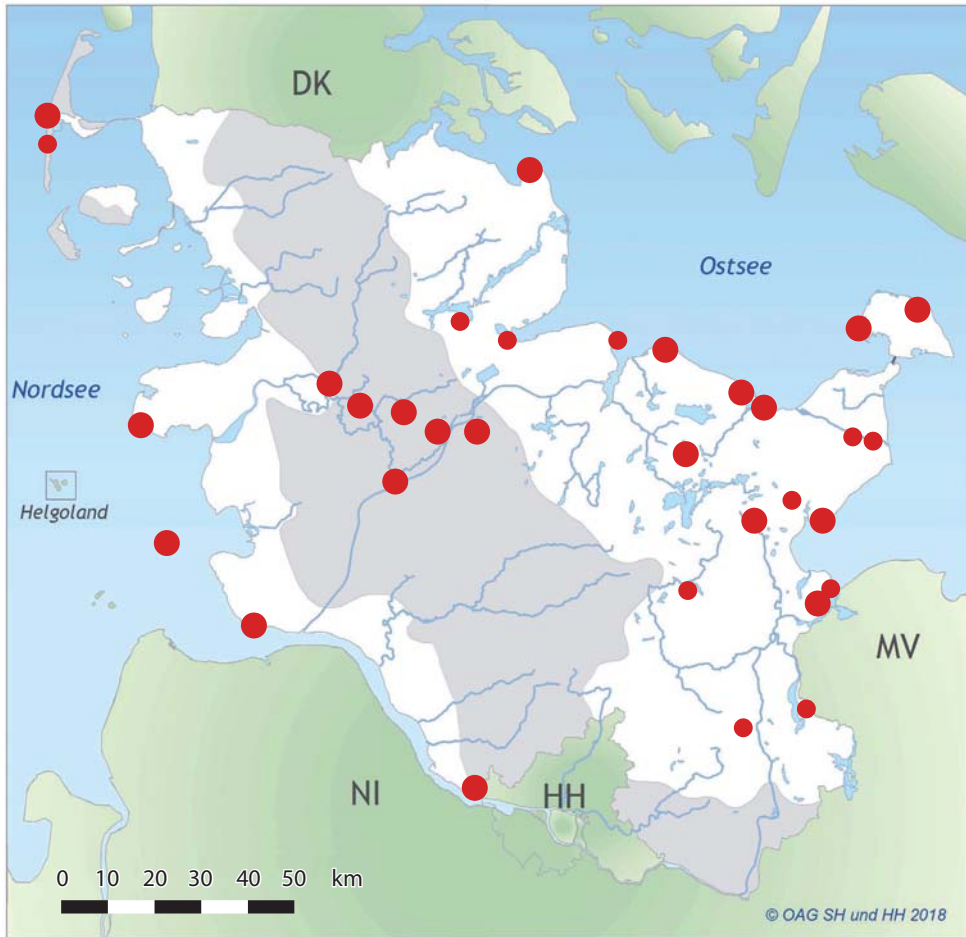 DK
Ostsee
Nordsee
Helgoland
MV
NI
HH
0 10 20 30 40 50 km
© OAG SH und HH 2018